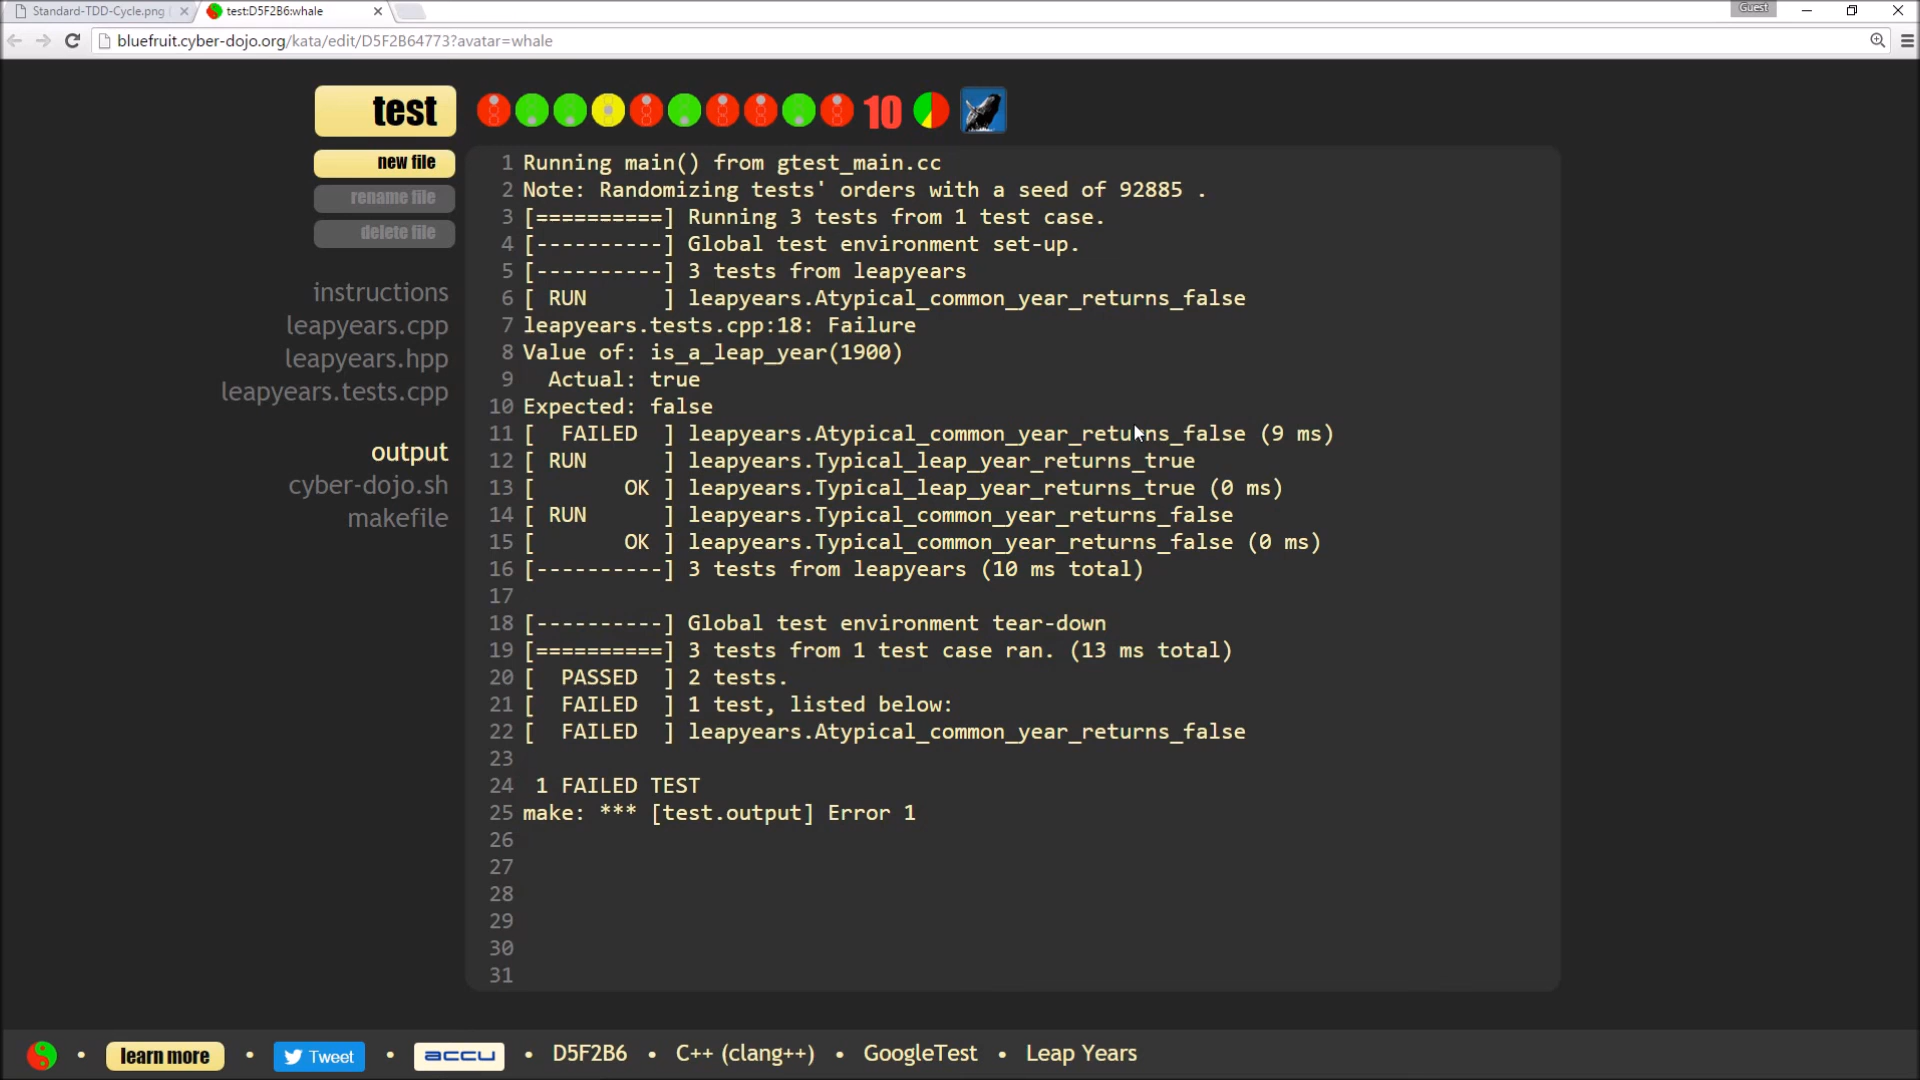 Standard-TDD-Cycle.png (
test:D5F2B6:whale
Guest
bluefruit.cyber-dojo.org/kata/edit/D5F2B64773?avatar=whale
test
10
new file
rename file
delete file
instructions
leapyears.cpp
leapyears.hpp
leapyears.tests.cpp
output
cyber-dojo.sh
makefile
1 Running main() from gtest_main.cc
2 Note: Randomizing tests' orders with a seed of 92885 .
3 [==========] Running 3 tests from 1 test case.
4 [----------] Global test environment set-up.
5 [----------] 3 tests from leapyears
6 [ RUN      ] leapyears.Atypical_common_year_returns_false
7 leapyears.tests.cpp:18: Failure
8 Value of: is_a_leap_year(1900)
9   Actual: true
10 Expected: false
11 [  FAILED  ] leapyears.Atypical_common_year_returns_false (9 ms)
12 [ RUN      ] leapyears.Typical_leap_year_returns_true
13 [       OK ] leapyears.Typical_leap_year_returns_true (0 ms)
14 [ RUN      ] leapyears.Typical_common_year_returns_false
15 [       OK ] leapyears.Typical_common_year_returns_false (0 ms)
16 [----------] 3 tests from leapyears (10 ms total)
17
18 [----------] Global test environment tear-down
19 [==========] 3 tests from 1 test case ran. (13 ms total)
20 [  PASSED  ] 2 tests.
21 [  FAILED  ] 1 test, listed below:
22 [  FAILED  ] leapyears.Atypical_common_year_returns_false
23
24  1 FAILED TEST
25 make: *** [test.output] Error 1
26
27
28
29
30
31
learn more • Tweet • accu • D5F2B6 • C++ (clang++) • GoogleTest • Leap Years